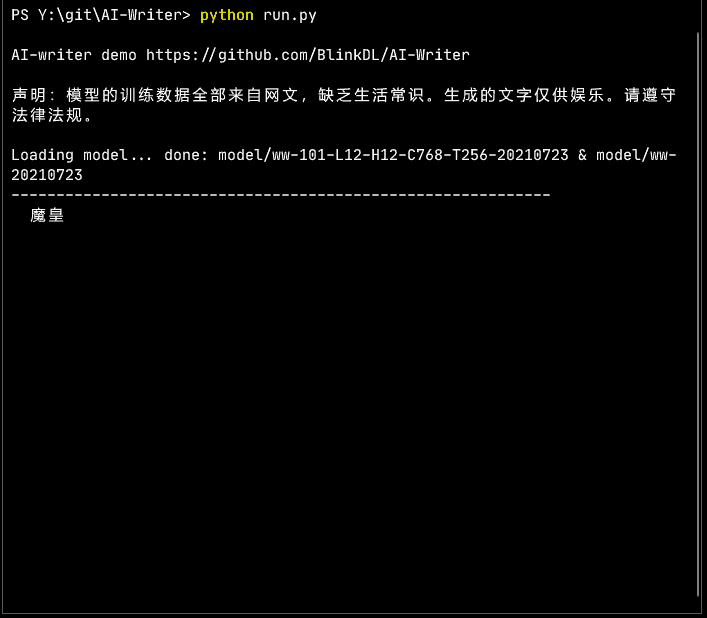 PS Y:\git\AI-Writer> python run.py
AI-writer demo https://github.com/BlinkDL/AI-Writer
声明：模型的训练数据全部来自网文，缺乏生活常识。生成的文字仅供娱乐。请遵守
法律法规。
Loading model... done: model/ww-101-L12-H12-C768-T256-20210723 & model/ww-
20210723
------------------------------------------------------------
魔皇